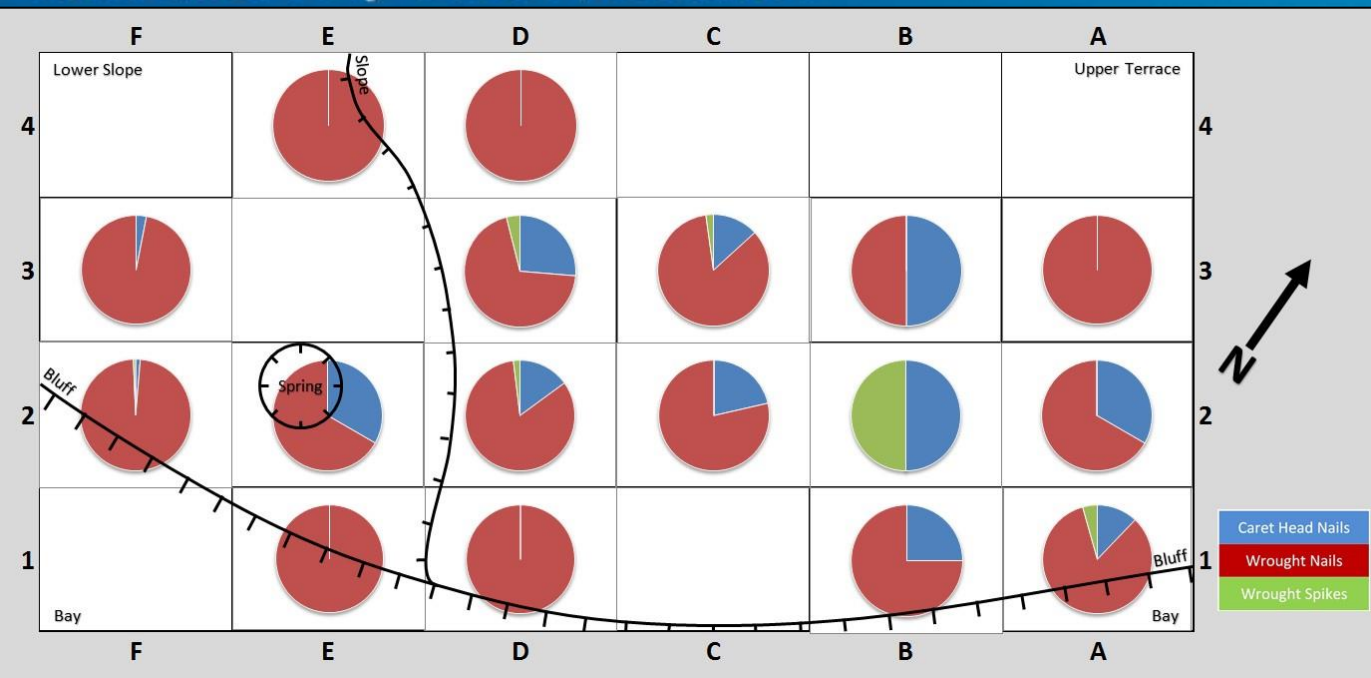 F E D C B A
Lower Slope
Slope
Upper Terrace
4 4
3 3
Bluff
Spring
2 2
N
Caret Head Nails
Bluff
1 1
Wrought Nails
Wrought Spikes
Bay
Bay
F E D C B A